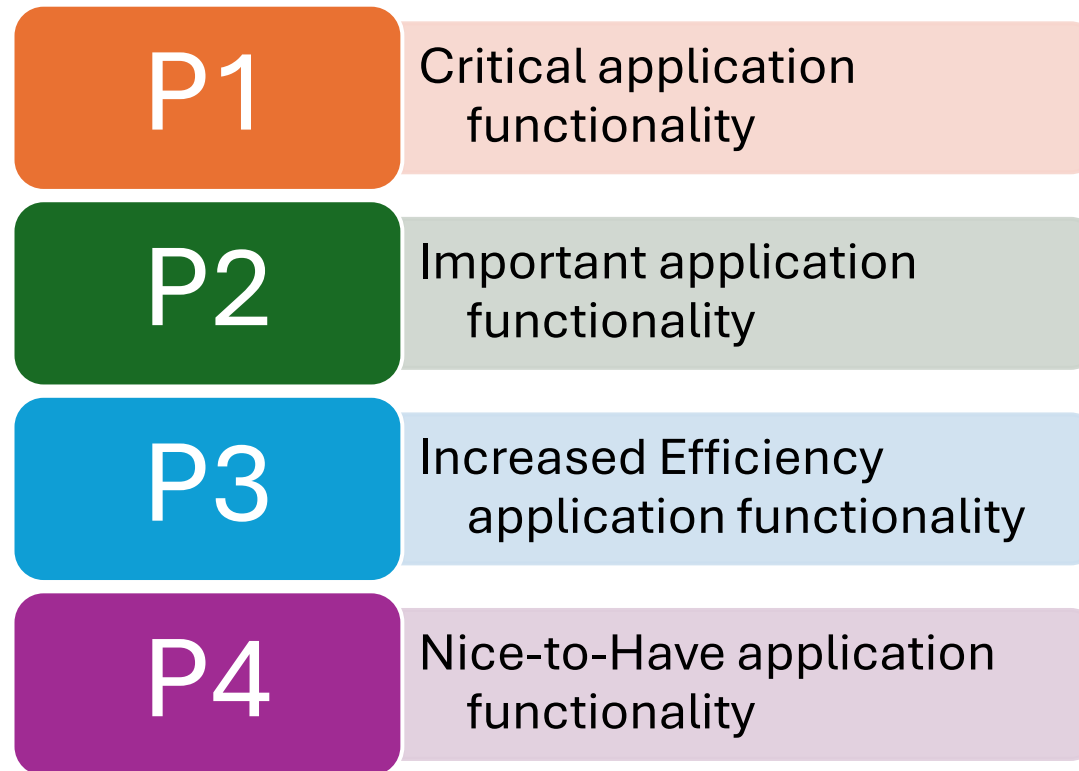 P1
Critical application
functionality
P2
Important application
functionality
P3
Increased Efficiency
application functionality
P4
Nice-to-Have application
functionality